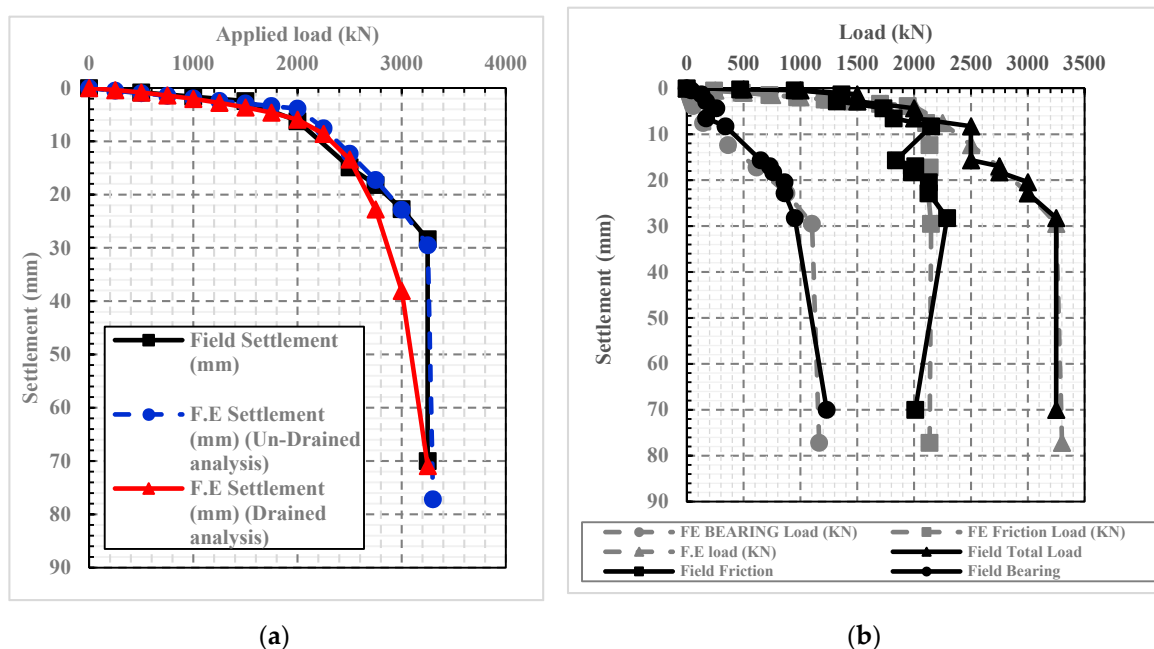 Applied load (kN)
0 1000 2000 3000 4000
0
10
20
30
40
50
60
70
80
90
Settlement (mm)
Field Settlement
(mm)
F.E Settlement
(mm) (Un-Drained
analysis)
F.E Settlement
(mm) (Drained
analysis)
(a)
Load (kN)
0 500 1000 1500 2000 2500 3000 3500
0
10
20
30
40
50
60
70
80
90
Settlement (mm)
FE BEARING Load (KN) FE Friction Load (KN)
F.E load (KN) Field Total Load
Field Friction Field Bearing
(b)